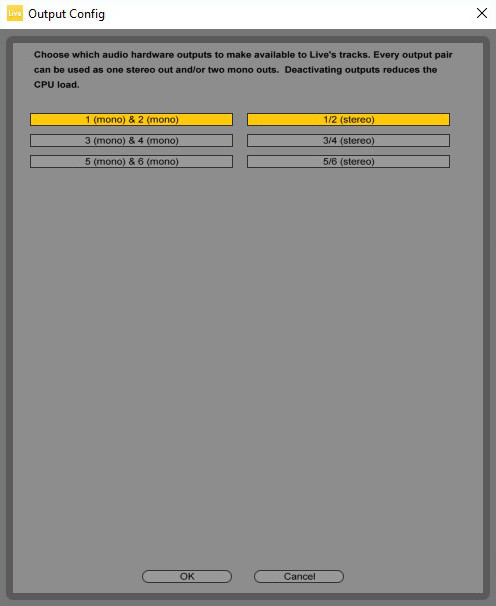 Live
Output Config
Choose which audio hardware outputs to make available to Live's tracks. Every output pair
can be used as one stereo out and/or two mono outs.  Deactivating outputs reduces the
CPU load.
1 (mono) & 2 (mono)
1/2 (stereo)
3 (mono) & 4 (mono)
3/4 (stereo)
5 (mono) & 6 (mono)
5/6 (stereo)
OK
Cancel